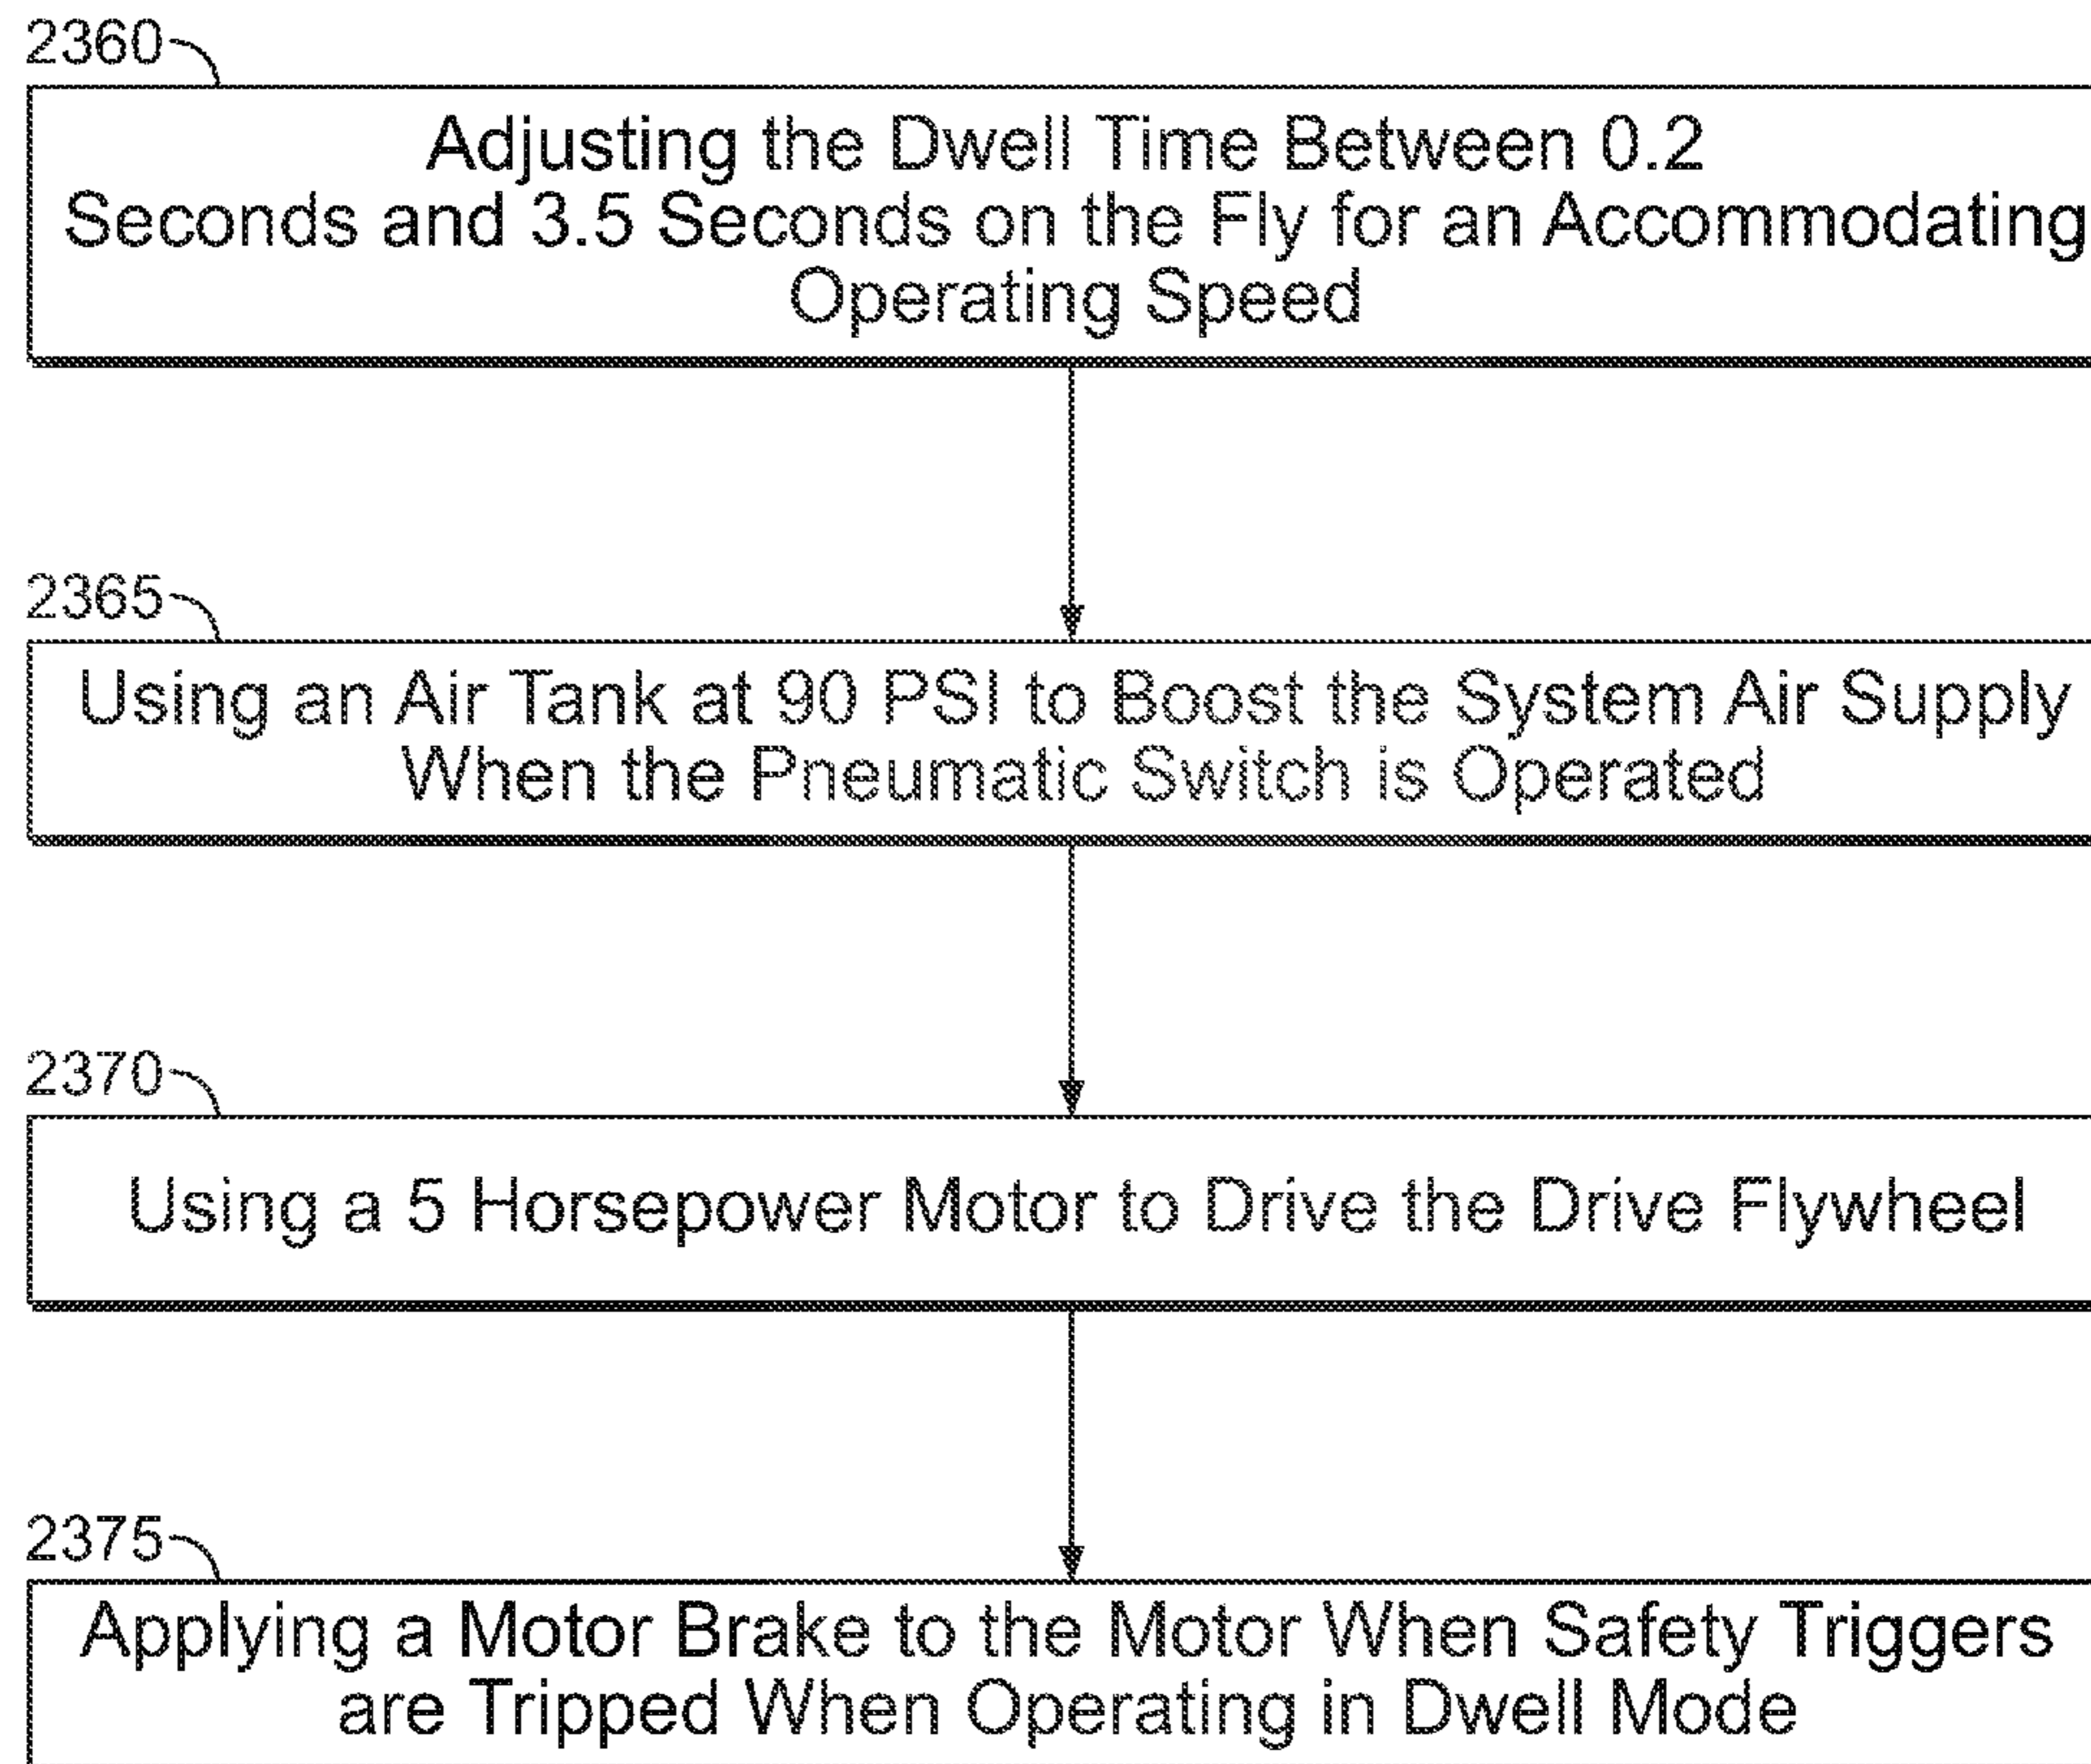 2360
Adjusting the Dwell Time Between 0.2
Seconds and 3.5 Seconds on the Fly for an Accommodating
Operating Speed
2365
Using an Air Tank at 90 PSI to Boost the System Air Supply
When the Pneumatic Switch is Operated
2370
Using a 5 Horsepower Motor to Drive the Drive Flywheel
2375
Applying a Motor Brake to the Motor When Safety Triggers
are Tripped When Operating in Dwell Mode